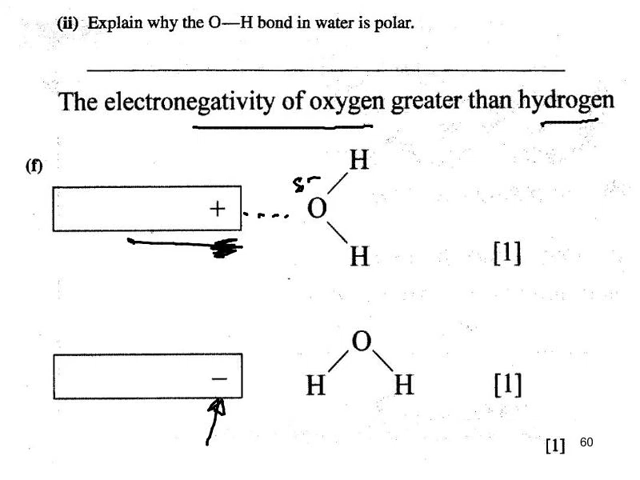 (ii) Explain why the O—H bond in water is polar.
The electronegativity of oxygen greater than hydrogen
(f)
H
δ−
+ O
H [1]
O
− H H [1]
[1] 60